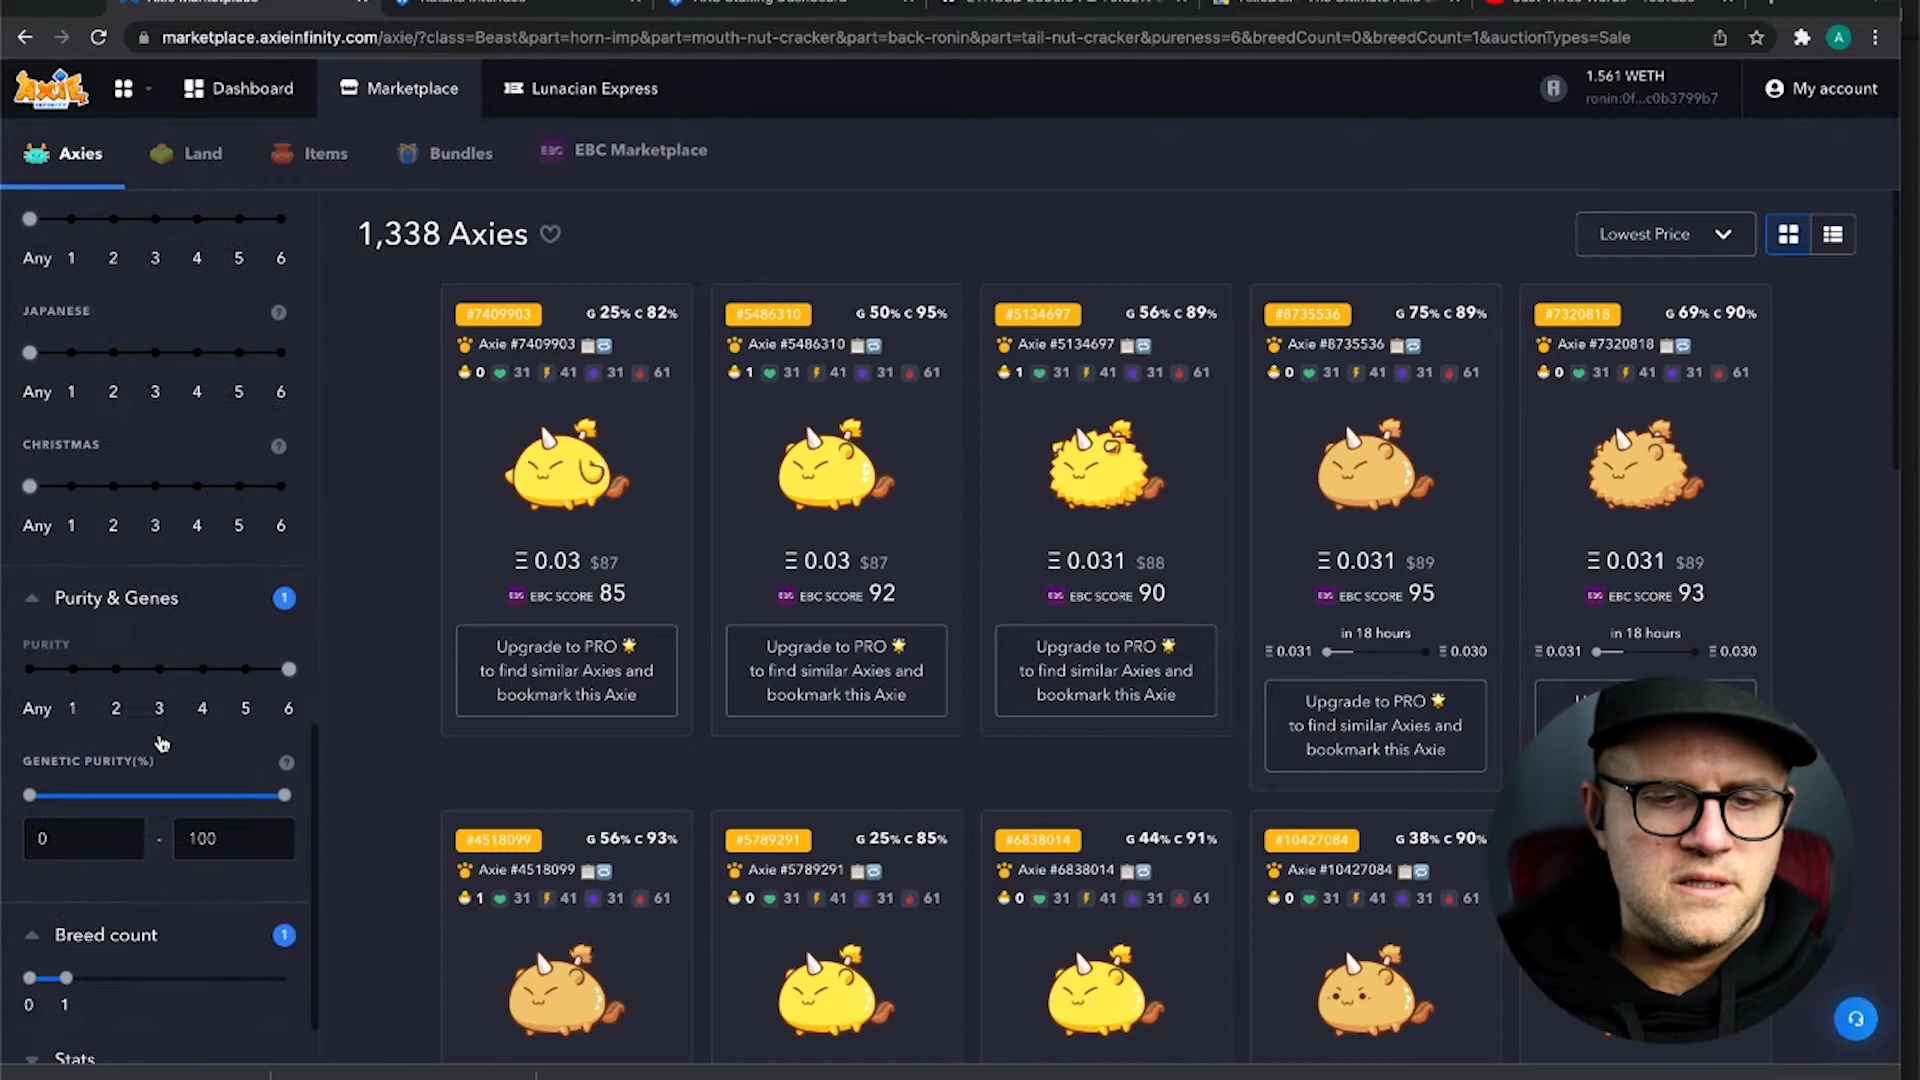 marketplace.axieinfinity.com/axie/?class=Beast&part=horn-imp&part=mouth-nut-cracker&part=back-ronin&part=tail-nut-cracker&pureness=6&breedCount=0&breedCount=1&auctionTypes=Sale
A
AXIE
INFINITY
Dashboard
Marketplace
Lunacian Express
1.561 WETH
ronin:0f...c0b3799b7
My account
Axies
Land
Items
Bundles
EBC Marketplace
Any 1 2 3 4 5 6
JAPANESE
Any 1 2 3 4 5 6
CHRISTMAS
Any 1 2 3 4 5 6
Purity & Genes 1
PURITY
Any 1 2 3 4 5 6
GENETIC PURITY(%)
0 - 100
Breed count 1
0 1
Stats
1,338 Axies
Lowest Price
#7409903 G 25% C 82%
Axie #7409903
0 31 41 31 61
Ξ 0.03 $87
EBC SCORE 85
Upgrade to PRO
to find similar Axies and
bookmark this Axie
#5486310 G 50% C 95%
Axie #5486310
1 31 41 31 61
Ξ 0.03 $87
EBC SCORE 92
Upgrade to PRO
to find similar Axies and
bookmark this Axie
#5134697 G 56% C 89%
Axie #5134697
1 31 41 31 61
Ξ 0.031 $88
EBC SCORE 90
Upgrade to PRO
to find similar Axies and
bookmark this Axie
#8735536 G 75% C 89%
Axie #8735536
0 31 41 31 61
Ξ 0.031 $89
EBC SCORE 95
in 18 hours
Ξ 0.031 Ξ 0.030
Upgrade to PRO
to find similar Axies and
bookmark this Axie
#7320818 G 69% C 90%
Axie #7320818
0 31 41 31 61
Ξ 0.031 $89
EBC SCORE 93
in 18 hours
Ξ 0.031 Ξ 0.030
#4518099 G 56% C 93%
Axie #4518099
1 31 41 31 61
#5789291 G 25% C 85%
Axie #5789291
0 31 41 31 61
#6838014 G 44% C 91%
Axie #6838014
0 31 41 31 61
#10427084 G 38% C 90%
Axie #10427084
0 31 41 31 61